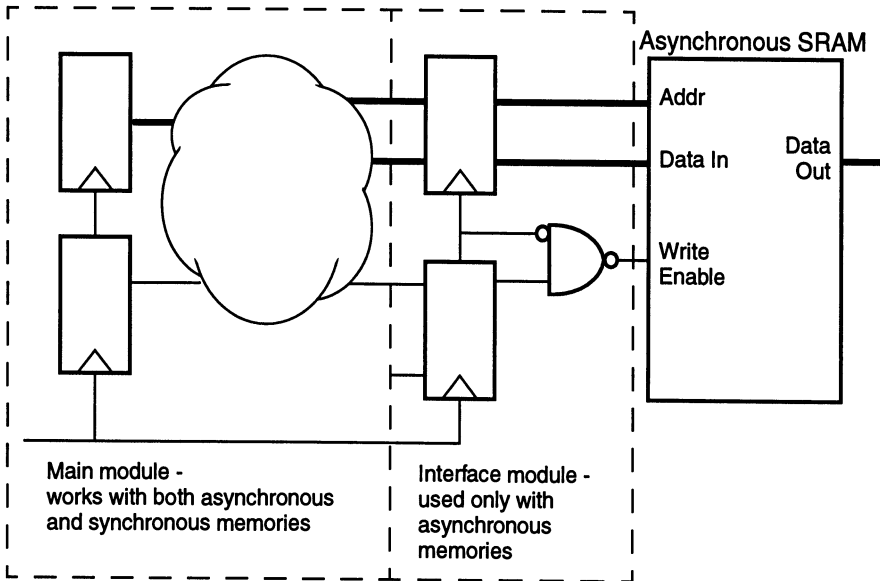 Asynchronous SRAM
Addr
Data In
Data
Out
Write
Enable
Main module -
works with both asynchronous
and synchronous memories
Interface module -
used only with
asynchronous
memories